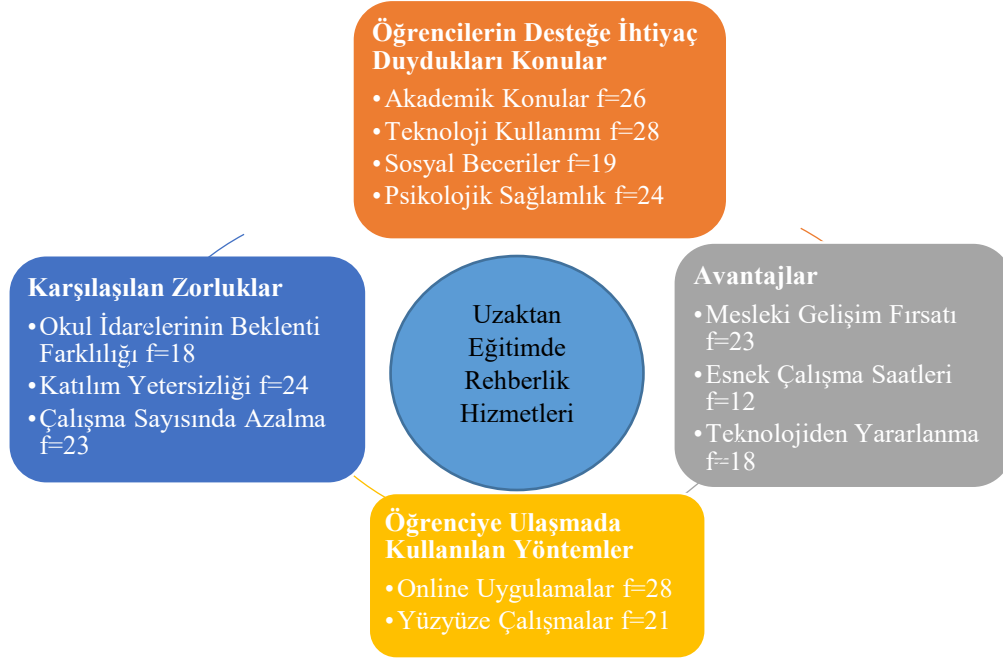 Öğrencilerin Desteğe İhtiyaç
Duydukları Konular
•Akademik Konular f=26
•Teknoloji Kullanımı f=28
•Sosyal Beceriler f=19
•Psikolojik Sağlamlık f=24
Karşılaşılan Zorluklar
•Okul İdarelerinin Beklenti
Farklılığı f=18
•Katılım Yetersizliği f=24
•Çalışma Sayısında Azalma
f=23
Uzaktan
Eğitimde
Rehberlik
Hizmetleri
Avantajlar
•Mesleki Gelişim Fırsatı
f=23
•Esnek Çalışma Saatleri
f=12
•Teknolojiden Yararlanma
f=18
Öğrenciye Ulaşmada
Kullanılan Yöntemler
•Online Uygulamalar f=28
•Yüzyüze Çalışmalar f=21